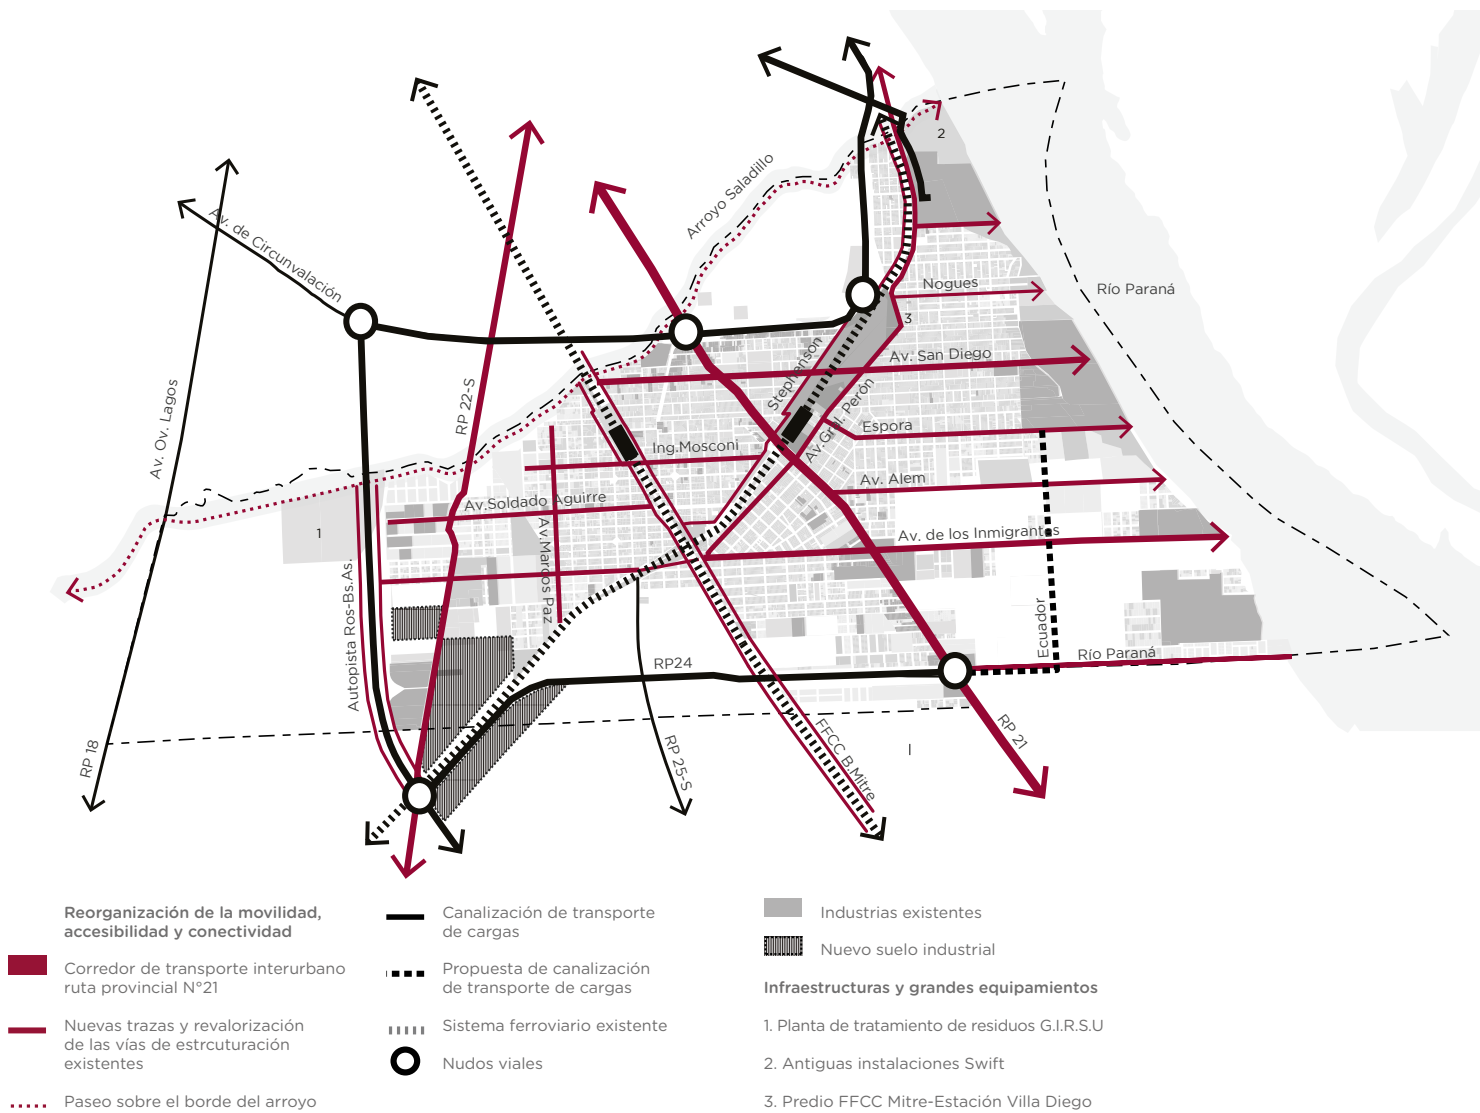 2
Arroyo Saladillo
Av. de Circunvalación
Río Paraná
Nogues
3
Av. San Diego
Stephenson
Av. Gral. Perón
Av. Ov. Lagos
RP 22-S
Espora
Ing.Mosconi
Av. Alem
Av.Soldado Aguirre
1
Av. de los Inmigrantes
Av.Marcos Paz
Autopista Ros-Bs.As.
Ecuador
Río Paraná
RP24
RP 18
RP 25-S
FFCC B.Mitre
RP 21
I
Reorganización de la movilidad,
accesibilidad y conectividad
Corredor de transporte interurbano
ruta provincial N°21
Nuevas trazas y revalorización
de las vías de estrcuturación
existentes
Paseo sobre el borde del arroyo
Canalización de transporte
de cargas
Propuesta de canalización
de transporte de cargas
Sistema ferroviario existente
Nudos viales
Industrias existentes
Nuevo suelo industrial
Infraestructuras y grandes equipamientos
1. Planta de tratamiento de residuos G.I.R.S.U
2. Antiguas instalaciones Swift
3. Predio FFCC Mitre-Estación Villa Diego